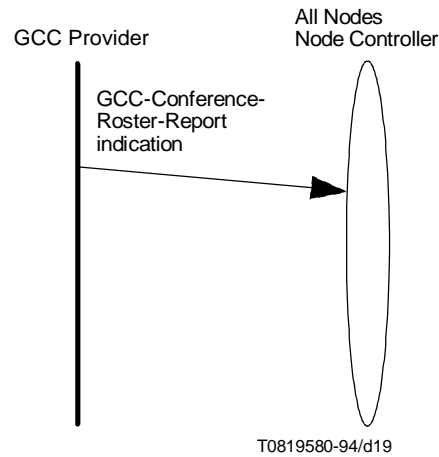 All Nodes
GCC Provider
Node Controller
GCC-Conference-
Roster-Report
indication
T0819580-94/d19